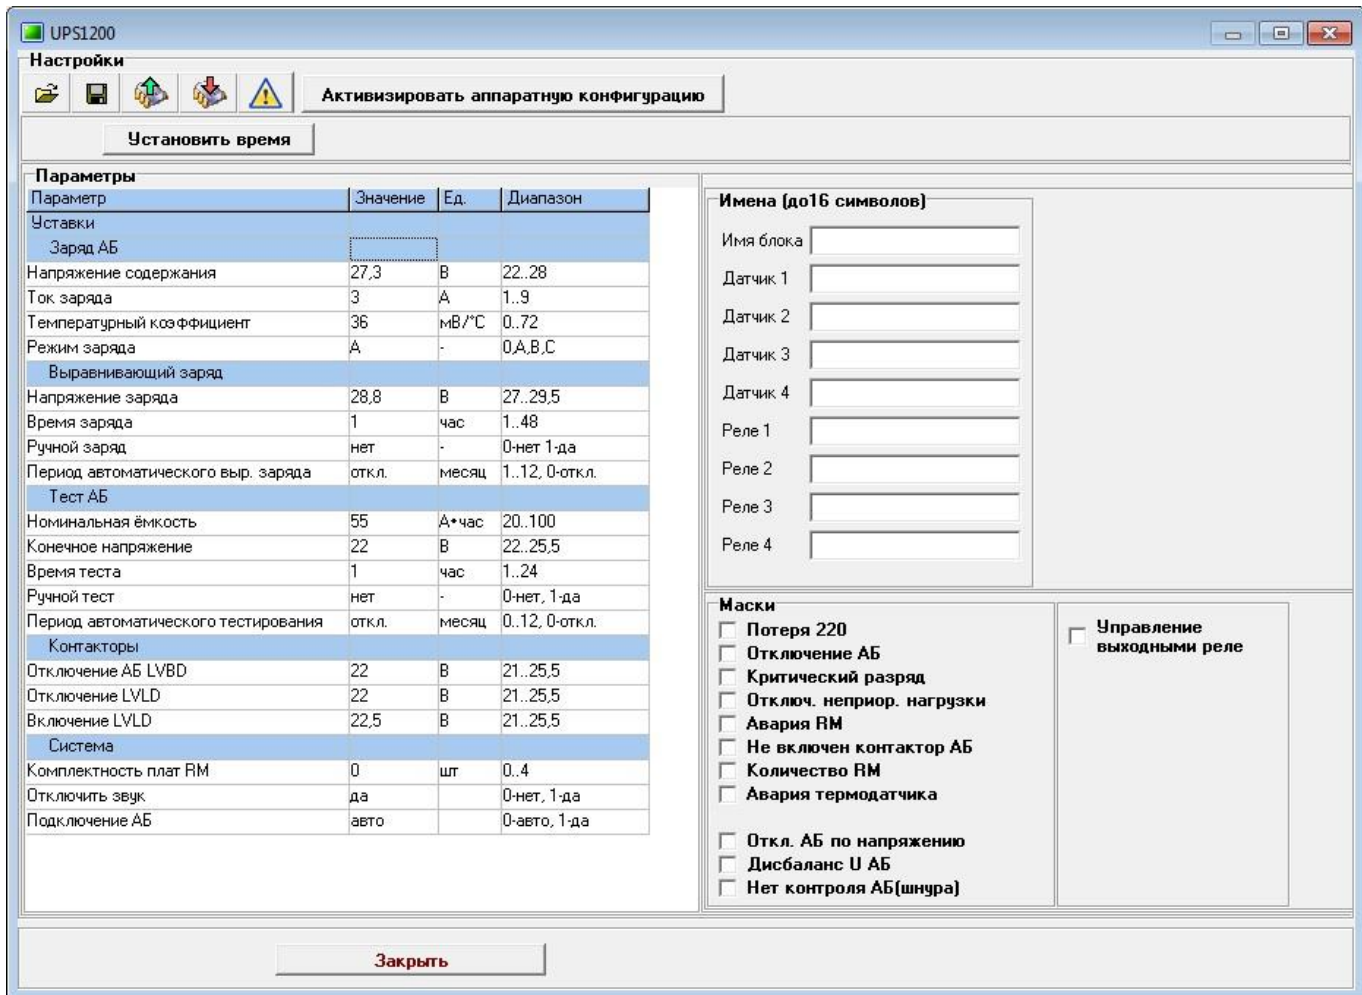 UPS1200
Настройки
Активизировать аппаратную конфигурацию
Установить время
Параметры
Параметр Значение Ед. Диапазон
Уставки
Заряд АБ
Напряжение содержания 27,3 В 22..28
Ток заряда 3 А 1..9
Температурный коэффициент 36 мВ/°С 0..72
Режим заряда А - 0,А,В,С
Выравнивающий заряд
Напряжение заряда 28,8 В 27..29,5
Время заряда 1 час 1..48
Ручной заряд нет - 0-нет 1-да
Период автоматического выр. заряда откл. месяц 1..12, 0-откл.
Тест АБ
Номинальная ёмкость 55 А•час 20..100
Конечное напряжение 22 В 22..25,5
Время теста 1 час 1..24
Ручной тест нет - 0-нет, 1-да
Период автоматического тестирования откл. месяц 0..12, 0-откл.
Контакторы
Отключение АБ LVBD 22 В 21..25,5
Отключение LVLD 22 В 21..25,5
Включение LVLD 22,5 В 21..25,5
Система
Комплектность плат RM 0 шт 0..4
Отключить звук да 0-нет, 1-да
Подключение АБ авто 0-авто, 1-да
Имена (до16 символов)
Имя блока
Датчик 1
Датчик 2
Датчик 3
Датчик 4
Реле 1
Реле 2
Реле 3
Реле 4
Маски
Потеря 220
Отключение АБ
Критический разряд
Отключ. неприор. нагрузки
Авария RM
Не включен контактор АБ
Количество RM
Авария термодатчика
Откл. АБ по напряжению
Дисбаланс U АБ
Нет контроля АБ(шнура)
Управление
выходными реле
Закрыть